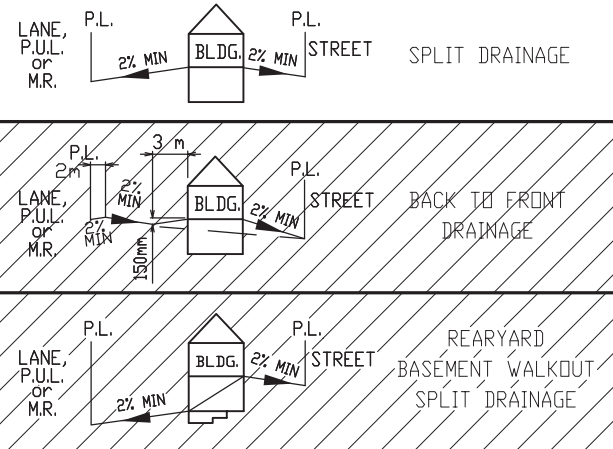 P.L.
LANE,
P.U.L.
or
M.R.
2% MIN
BLDG.
2% MIN
P.L.
STREET
SPLIT DRAINAGE
3 m
P.L.
2m
2%
MIN
LANE,
P.U.L.
or
M.R.
2%
MIN
150mm
BLDG.
2% MIN
P.L.
STREET
BACK TO FRONT
DRAINAGE
P.L.
LANE,
P.U.L.
or
M.R.
2% MIN
BLDG.
2% MIN
P.L.
STREET
REARYARD
BASEMENT WALKOUT
SPLIT DRAINAGE